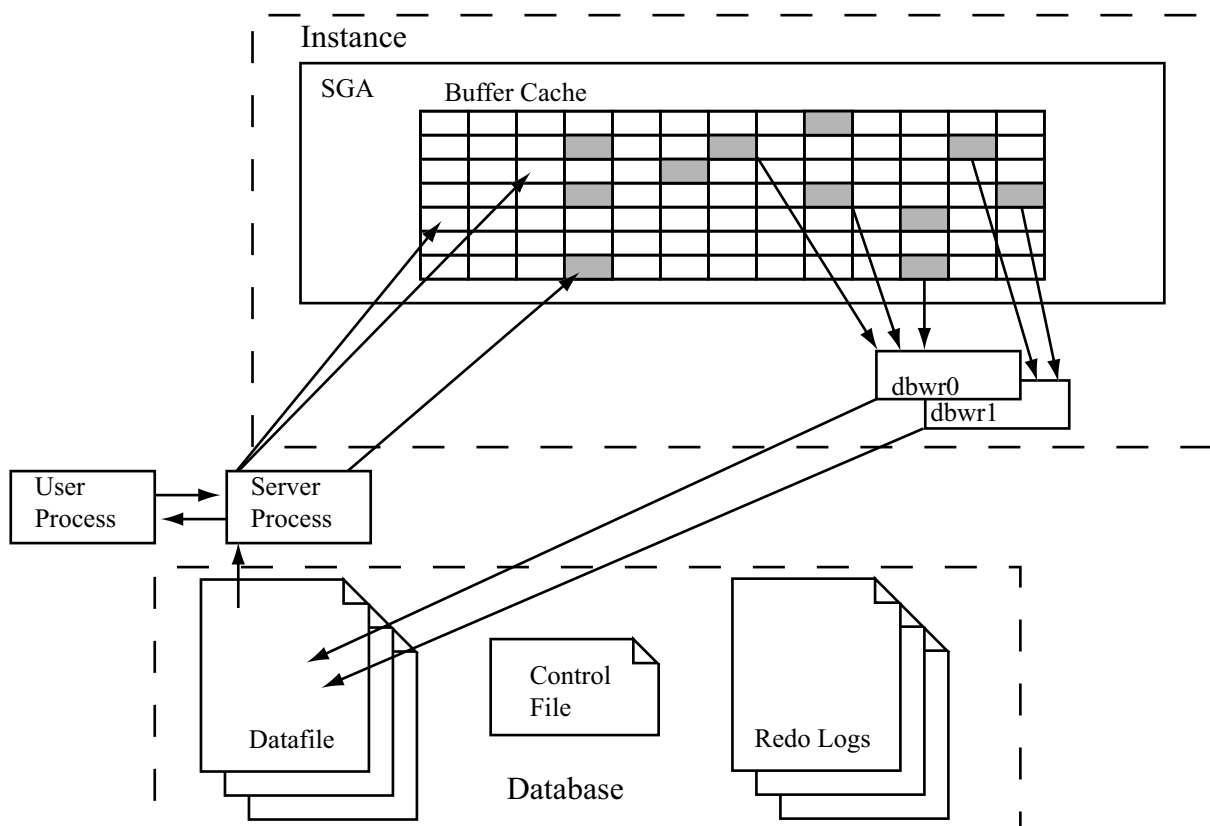 Instance
SGA
Buffer Cache
dbwr0
dbwr1
User
Process
Server
Process
Datafile
Control
File
Redo Logs
Database